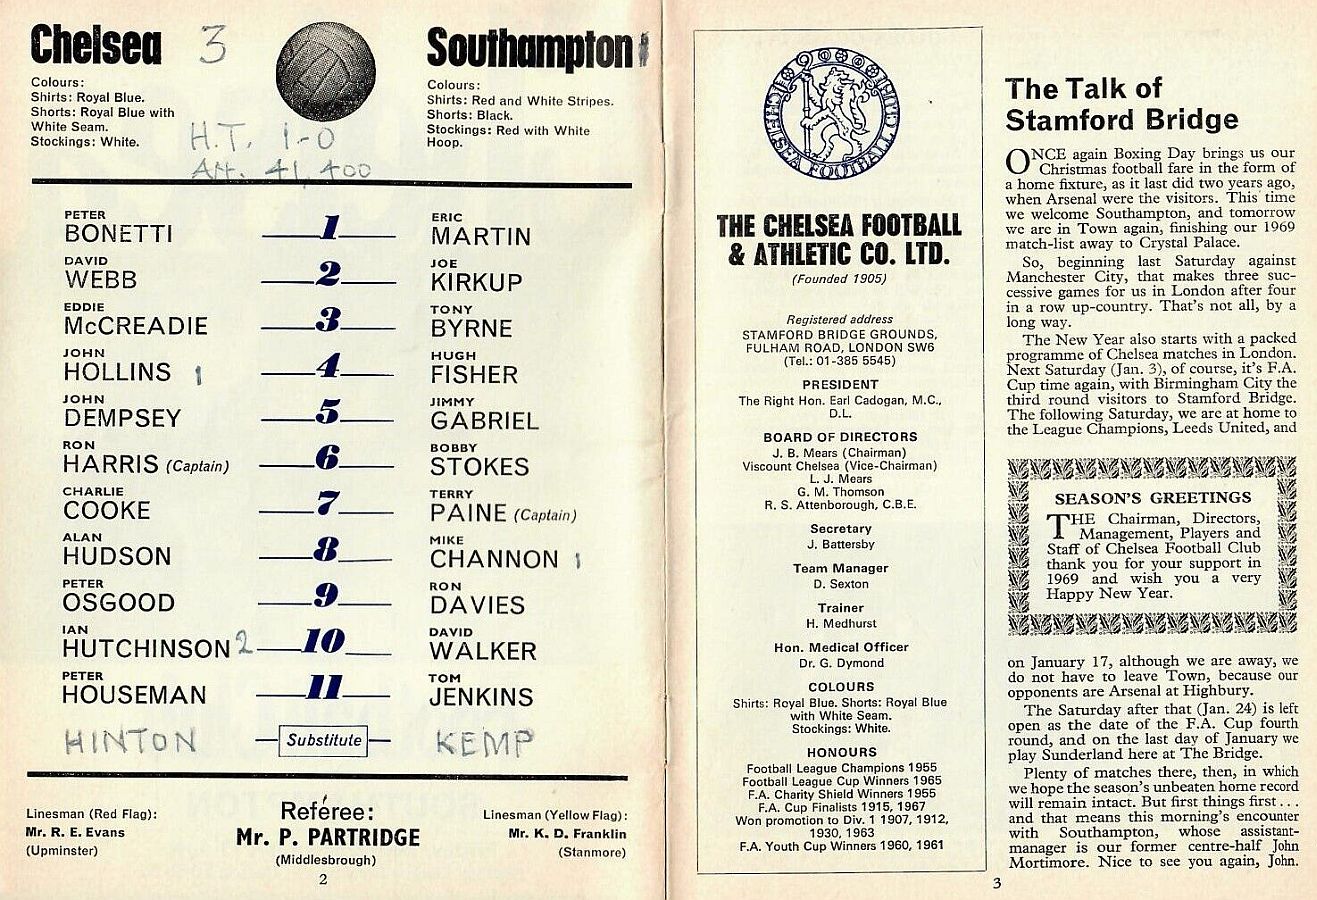 Chelsea 3
Colours:
Shirts: Royal Blue.
Shorts: Royal Blue with
White Seam.
Stockings: White.
Southampton 1
Colours:
Shirts: Red and White Stripes.
Shorts: Black.
Stockings: Red with White
Hoop.
H.T. 1-0
Att. 41,400
PETER
BONETTI 1 ERIC
MARTIN
DAVID
WEBB 2 JOE
KIRKUP
EDDIE
McCREADIE 3 TONY
BYRNE
JOHN
HOLLINS 1 4 HUGH
FISHER
JOHN
DEMPSEY 5 JIMMY
GABRIEL
RON
HARRIS (Captain) 6 BOBBY
STOKES
CHARLIE
COOKE 7 TERRY
PAINE (Captain)
ALAN
HUDSON 8 MIKE
CHANNON 1
PETER
OSGOOD 9 RON
DAVIES
IAN
HUTCHINSON 2 10 DAVID
WALKER
PETER
HOUSEMAN 11 TOM
JENKINS
HINTON Substitute KEMP
Linesman (Red Flag):
Mr. R. E. Evans
(Upminster)
Referee:
Mr. P. PARTRIDGE
(Middlesbrough)
Linesman (Yellow Flag):
Mr. K. D. Franklin
(Stanmore)
2
CHELSEA FOOTBALL
THE CHELSEA FOOTBALL
& ATHLETIC CO. LTD.
(Founded 1905)
Registered address
STAMFORD BRIDGE GROUNDS,
FULHAM ROAD, LONDON SW6
(Tel.: 01-385 5545)
PRESIDENT
The Right Hon. Earl Cadogan, M.C.,
D.L.
BOARD OF DIRECTORS
J. B. Mears (Chairman)
Viscount Chelsea (Vice-Chairman)
L. J. Mears
G. M. Thomson
R. S. Attenborough, C.B.E.
Secretary
J. Battersby
Team Manager
D. Sexton
Trainer
H. Medhurst
Hon. Medical Officer
Dr. G. Dymond
COLOURS
Shirts: Royal Blue. Shorts: Royal Blue
with White Seam.
Stockings: White.
HONOURS
Football League Champions 1955
Football League Cup Winners 1965
F.A. Charity Shield Winners 1955
F.A. Cup Finalists 1915, 1967
Won promotion to Div. 1 1907, 1912,
1930, 1963
F.A. Youth Cup Winners 1960, 1961
The Talk of
Stamford Bridge
ONCE again Boxing Day brings us our
Christmas football fare in the form of
a home fixture, as it last did two years ago,
when Arsenal were the visitors. This time
we welcome Southampton, and tomorrow
we are in Town again, finishing our 1969
match-list away to Crystal Palace.
So, beginning last Saturday against
Manchester City, that makes three suc-
cessive games for us in London after four
in a row up-country. That's not all, by a
long way.
The New Year also starts with a packed
programme of Chelsea matches in London.
Next Saturday (Jan. 3), of course, it's F.A.
Cup time again, with Birmingham City the
third round visitors to Stamford Bridge.
The following Saturday, we are at home to
the League Champions, Leeds United, and
SEASON'S GREETINGS
THE Chairman, Directors,
Management, Players and
Staff of Chelsea Football Club
thank you for your support in
1969 and wish you a very
Happy New Year.
on January 17, although we are away, we
do not have to leave Town, because our
opponents are Arsenal at Highbury.
The Saturday after that (Jan. 24) is left
open as the date of the F.A. Cup fourth
round, and on the last day of January we
play Sunderland here at The Bridge.
Plenty of matches there, then, in which
we hope the season's unbeaten home record
will remain intact. But first things first . . .
and that means this morning's encounter
with Southampton, whose assistant-
manager is our former centre-half John
Mortimore. Nice to see you again, John.
3